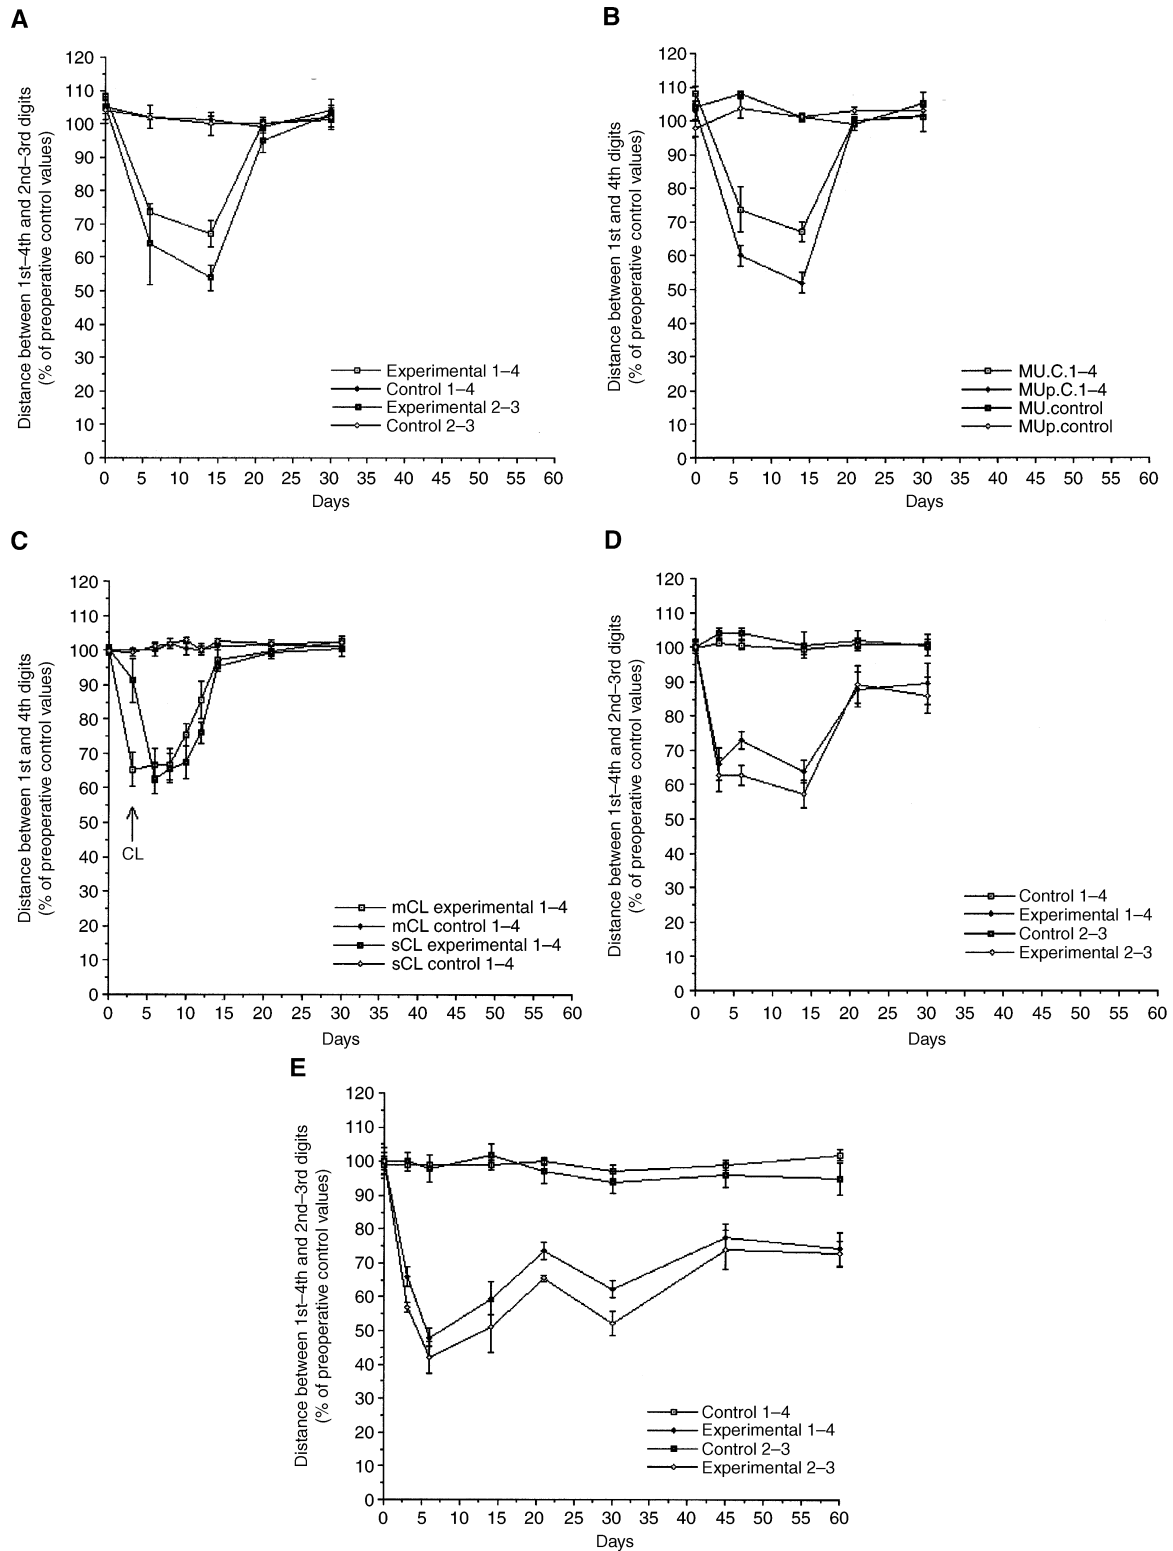 A
Distance between 1st–4th and 2nd–3rd digits
(% of preoperative control values)
120
110
100
90
80
70
60
50
40
30
20
10
0
0 5 10 15 20 25 30 35 40 45 50 55 60
Days
Experimental 1–4
Control 1–4
Experimental 2–3
Control 2–3
B
Distance between 1st and 4th digits
(% of preoperative control values)
120
110
100
90
80
70
60
50
40
30
20
10
0
0 5 10 15 20 25 30 35 40 45 50 55 60
Days
MU.C.1–4
MUp.C.1–4
MU.control
MUp.control
C
Distance between 1st and 4th digits
(% of preoperative control values)
120
110
100
90
80
70
60
50
40
30
20
10
0
0 5 10 15 20 25 30 35 40 45 50 55 60
Days
CL
mCL experimental 1–4
mCL control 1–4
sCL experimental 1–4
sCL control 1–4
D
Distance between 1st–4th and 2nd–3rd digits
(% of preoperative control values)
120
110
100
90
80
70
60
50
40
30
20
10
0
0 5 10 15 20 25 30 35 40 45 50 55 60
Days
Control 1–4
Experimental 1–4
Control 2–3
Experimental 2–3
E
Distance between 1st–4th and 2nd–3rd digits
(% of preoperative control values)
120
110
100
90
80
70
60
50
40
30
20
10
0
0 5 10 15 20 25 30 35 40 45 50 55 60
Days
Control 1–4
Experimental 1–4
Control 2–3
Experimental 2–3